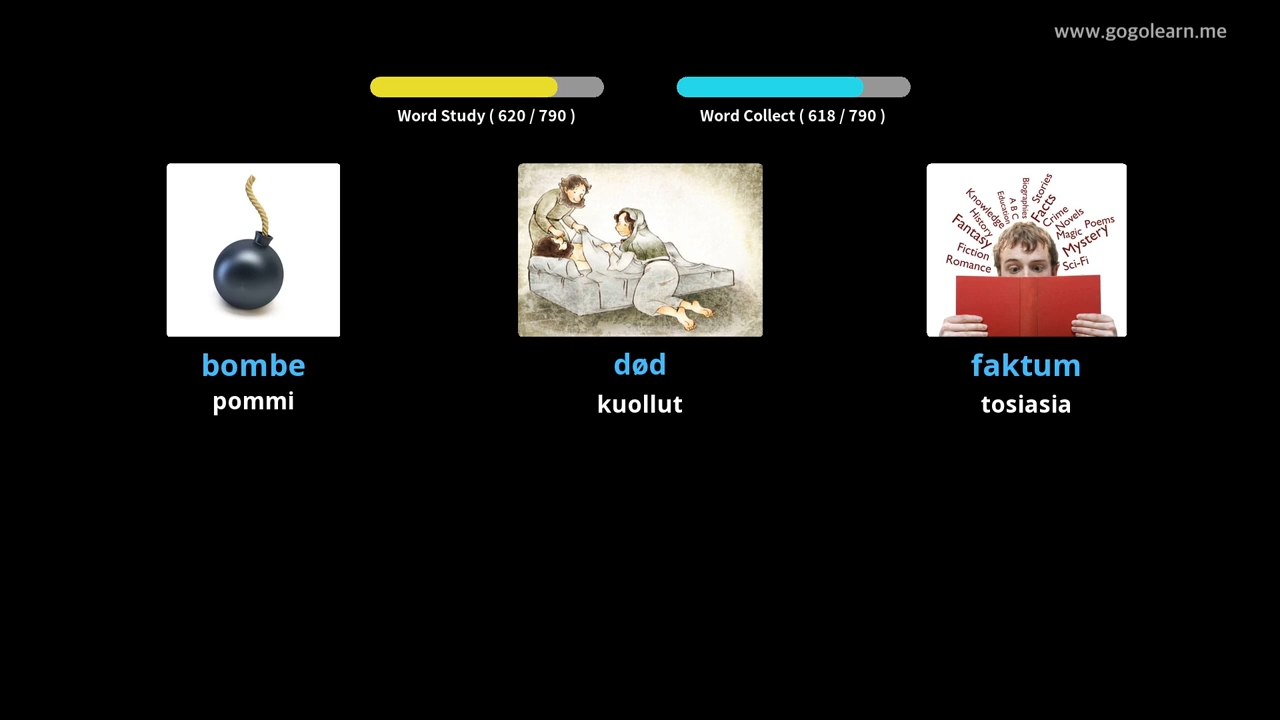 www.gogolearn.me
Word Study ( 620 / 790 )
Word Collect ( 618 / 790 )
Knowledge
History
Fantasy
Fiction
Romance
Education
A B C
Biographies
Stories
Facts
Crime
Novels
Magic
Poems
Mystery
Sci-Fi
bombe
pommi
død
kuollut
faktum
tosiasia